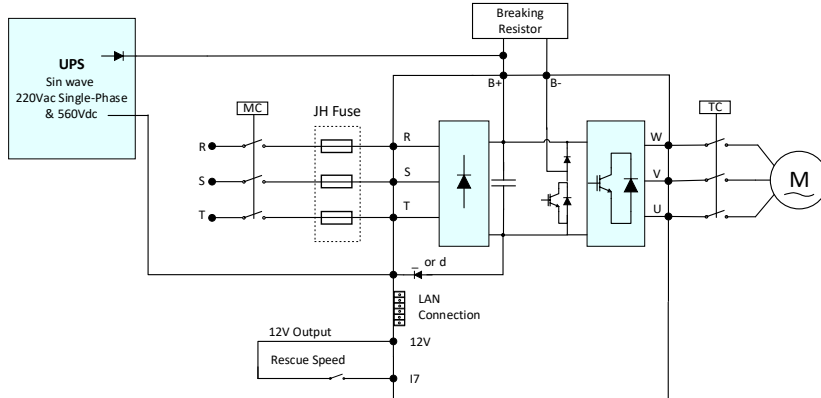 Breaking
Resistor
UPS
Sin wave
220Vac Single-Phase
& 560Vdc
B+
B-
MC
JH Fuse
TC
R
R
W
S
S
V
M
T
T
U
_ or d
LAN
Connection
12V Output
12V
Rescue Speed
I7